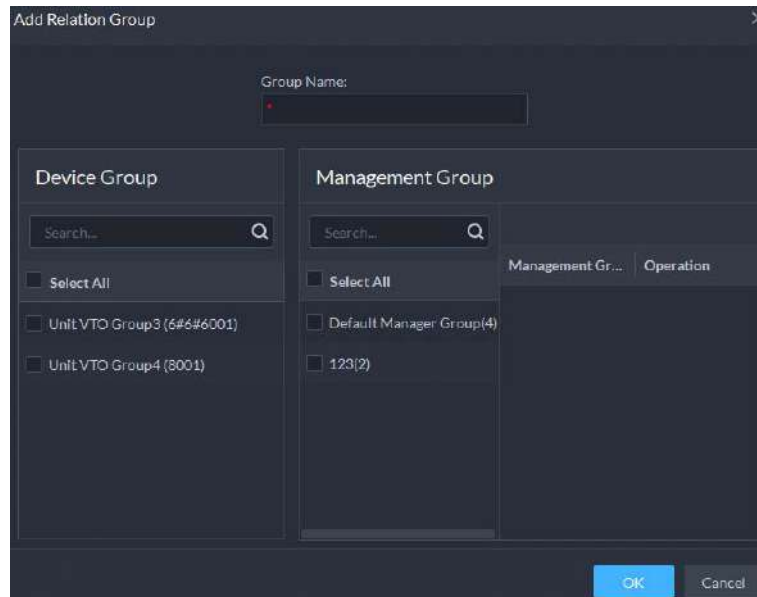 Add Relation Group
Group Name:
*
Device Group
Search...
Select All
Unit VTO Group3 (6#6#6001)
Unit VTO Group4 (8001)
Management Group
Search...
Select All
Default Manager Group(4)
123(2)
Management Gr... Operation
OK Cancel